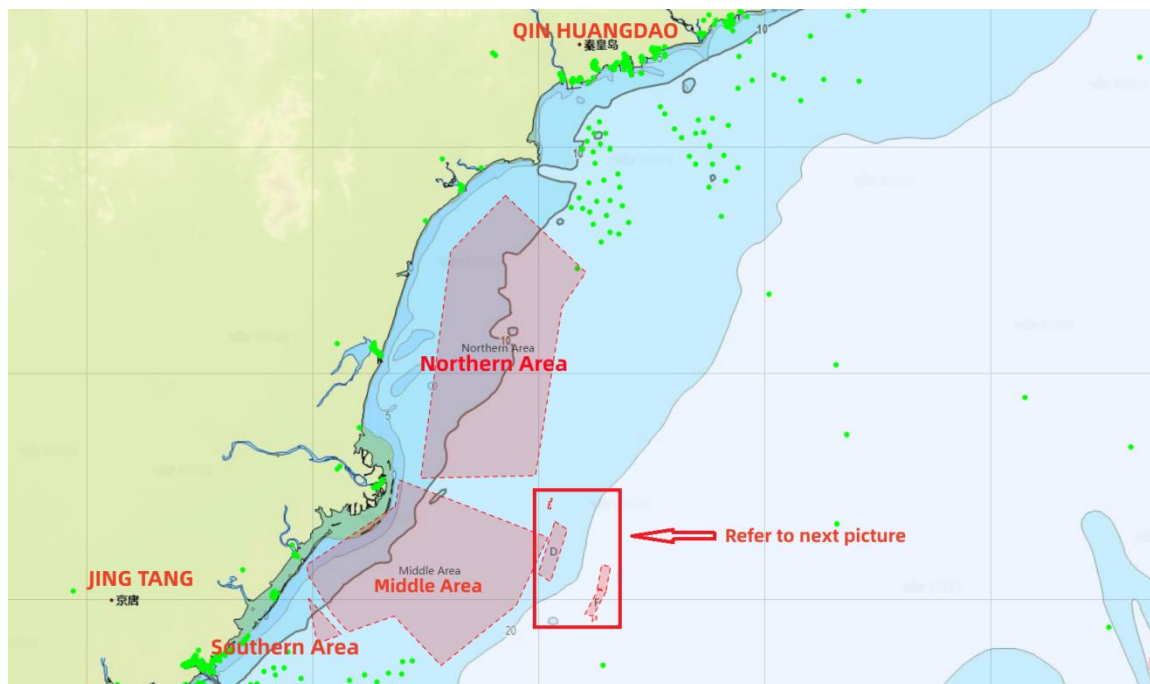 QIN HUANGDAO
秦皇岛
10
10
10
Northern Area
Northern Area
5
Refer to next picture
D
Middle Area
Middle Area
JING TANG
京唐
20
Southern Area